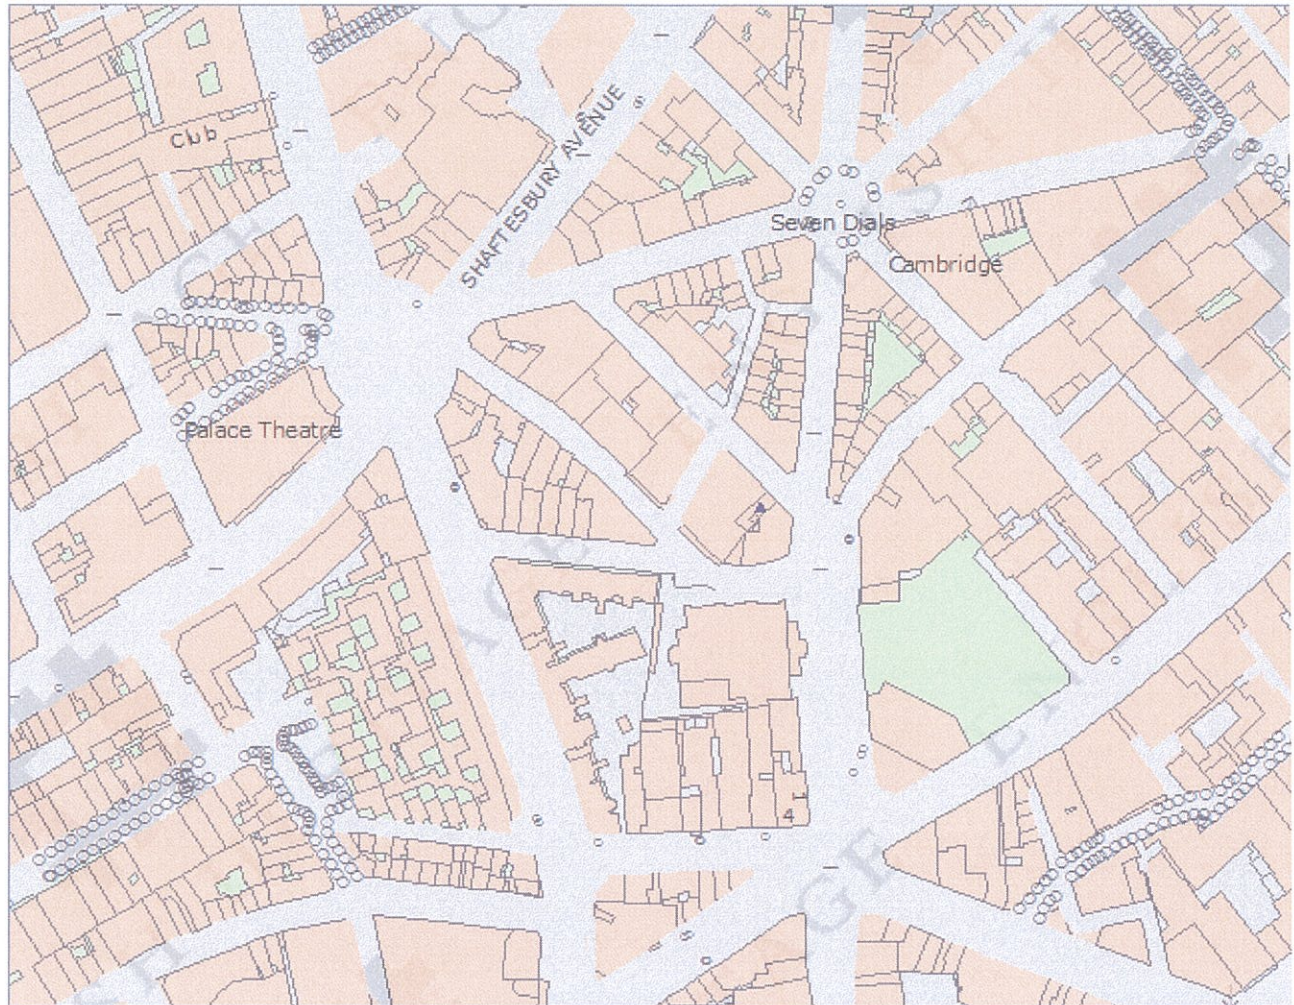 Club
SHAFTESBURY AVENUE
Seven Dials
Cambridge
Palace Theatre
4